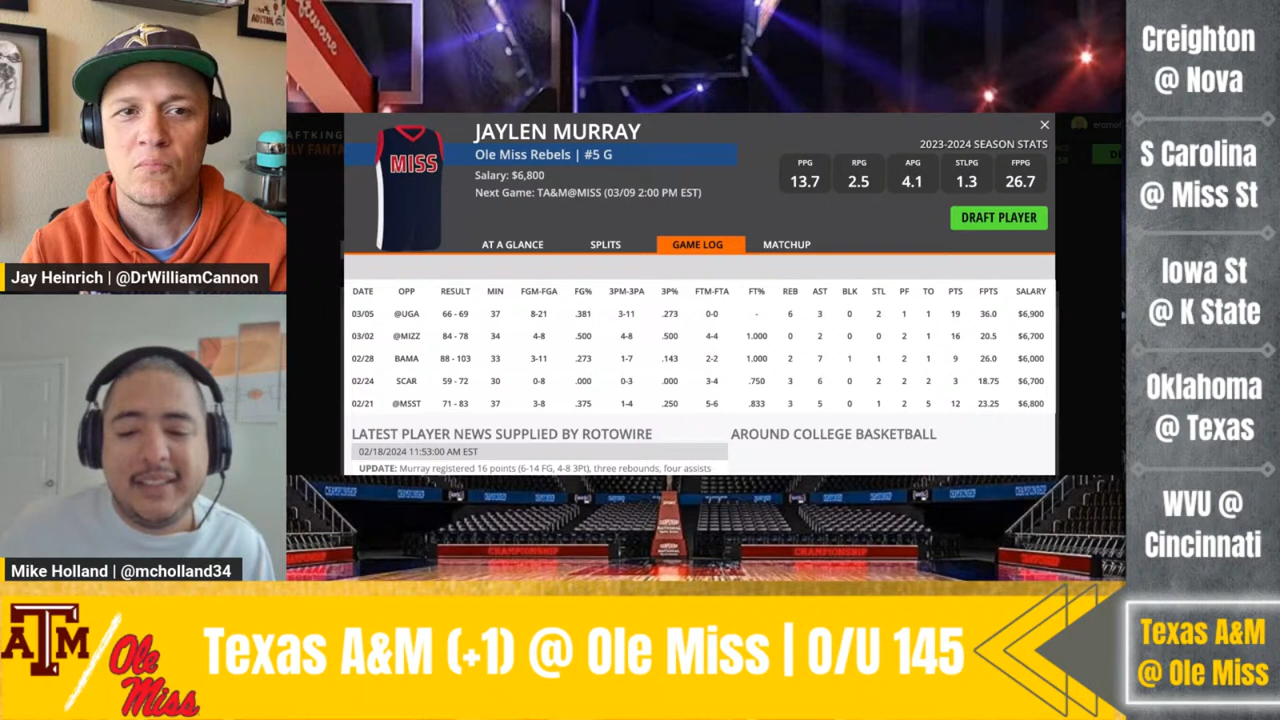 Jay Heinrich | @DrWilliamCannon
Mike Holland | @mcholland34
JAYLEN MURRAY
Ole Miss Rebels | #5 G
Salary: $6,800
Next Game: TA&M@MISS (03/09 2:00 PM EST)
MISS
2023-2024 SEASON STATS
PPG RPG APG STLPG FPPG
13.7 2.5 4.1 1.3 26.7
DRAFT PLAYER
AT A GLANCE SPLITS GAME LOG MATCHUP
DATE OPP RESULT MIN FGM-FGA FG% 3PM-3PA 3P% FTM-FTA FT% REB AST BLK STL PF TO PTS FPTS SALARY
03/05 @UGA 66 - 69 37 8-21 .381 3-11 .273 0-0 - 6 3 0 2 1 1 19 36.0 $6,900
03/02 @MIZZ 84 - 78 34 4-8 .500 4-8 .500 4-4 1.000 0 2 0 0 2 1 16 20.5 $6,700
02/28 BAMA 88 - 103 33 3-11 .273 1-7 .143 2-2 1.000 2 7 1 1 2 1 9 26.0 $6,000
02/24 SCAR 59 - 72 30 0-8 .000 0-3 .000 3-4 .750 3 6 0 2 2 2 3 18.75 $6,700
02/21 @MSST 71 - 83 37 3-8 .375 1-4 .250 5-6 .833 3 5 0 1 2 5 12 23.25 $6,800
LATEST PLAYER NEWS SUPPLIED BY ROTOWIRE
02/18/2024 11:53:00 AM EST
UPDATE: Murray registered 16 points (6-14 FG, 4-8 3Pt), three rebounds, four assists
AROUND COLLEGE BASKETBALL
CHAMPIONSHIP
CHAMPIONSHIP
Creighton
@ Nova
S Carolina
@ Miss St
Iowa St
@ K State
Oklahoma
@ Texas
WVU @
Cincinnati
Texas A&M
@ Ole Miss
ATM
Ole
Miss
Texas A&M (+1) @ Ole Miss | O/U 145